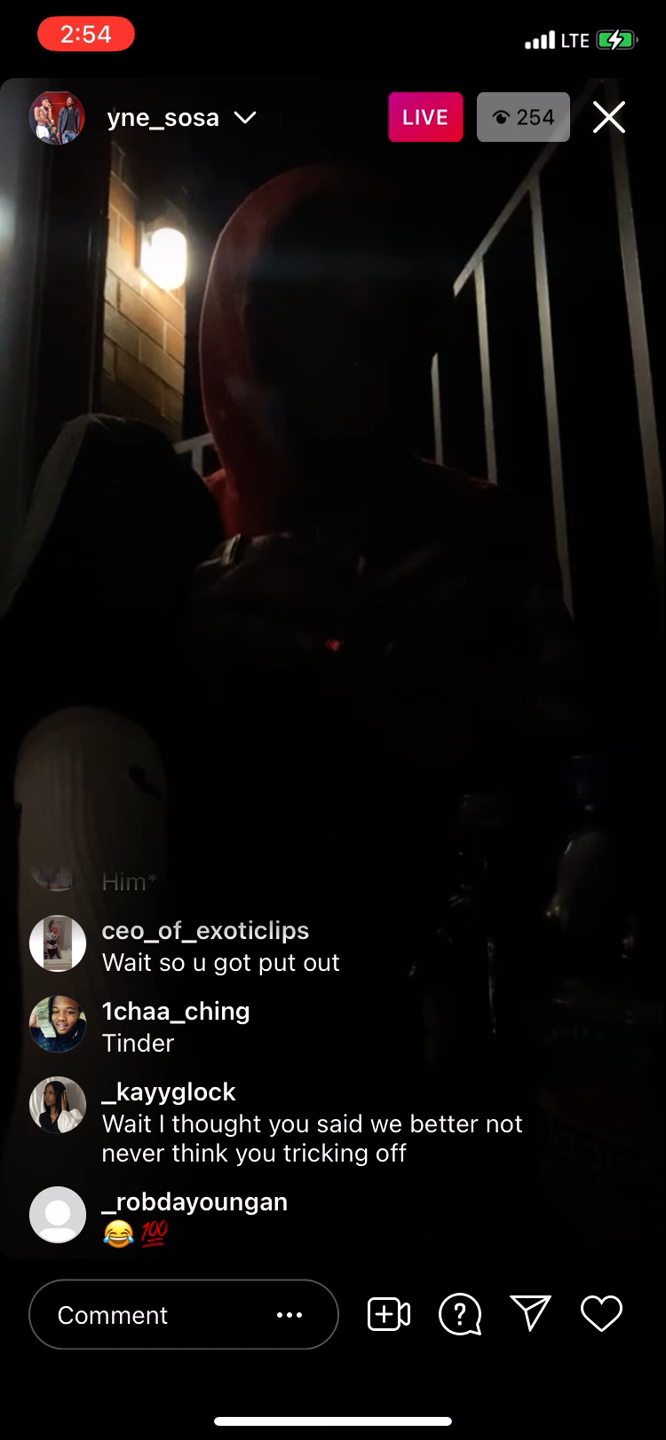 2:54
LTE
yne_sosa
LIVE
254
Him*
ceo_of_exoticlips
Wait so u got put out
1chaa_ching
Tinder
_kayyglock
Wait I thought you said we better not
never think you tricking off
_robdayoungan
😂 💯
Comment